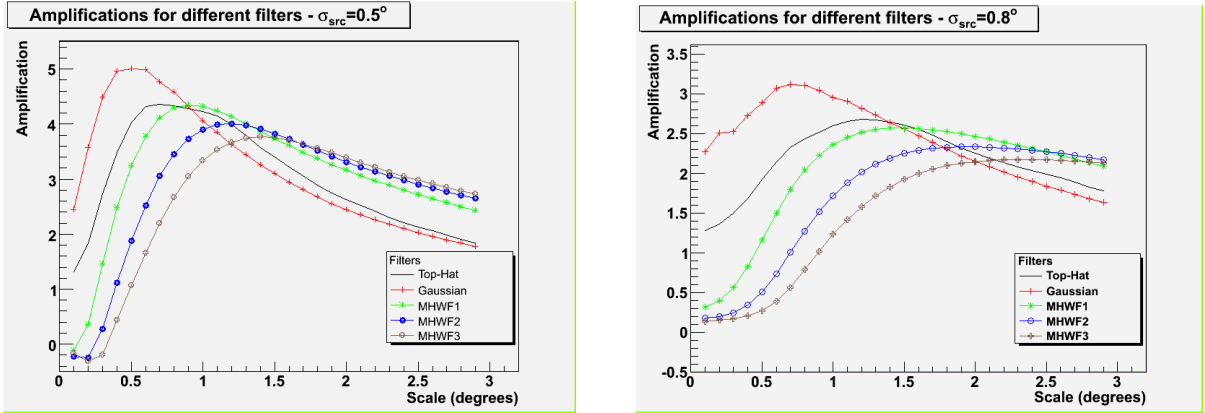 Amplifications for different filters - σsrc=0.5°
Amplification
5
4
3
2
1
0
Filters
Top-Hat
Gaussian
MHWF1
MHWF2
MHWF3
0 0.5 1 1.5 2 2.5 3
Scale (degrees)
Amplifications for different filters - σsrc=0.8°
Amplification
3.5
3
2.5
2
1.5
1
0.5
0
-0.5
Filters
Top-Hat
Gaussian
MHWF1
MHWF2
MHWF3
0 0.5 1 1.5 2 2.5 3
Scale (degrees)